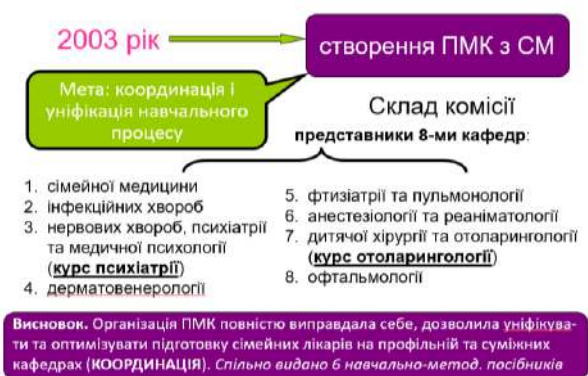 2003 рік
створення ПМК з СМ
Мета: координація і
уніфікація навчального
процесу
Склад комісії
представники 8-ми кафедр:
1. сімейної медицини
2. інфекційних хвороб
3. нервових хвороб, психіатрії
та медичної психології
(курс психіатрії)
4. дерматовенерології
5. фтизіатрії та пульмонології
6. анестезіології та реаніматології
7. дитячої хірургії та отоларингології
(курс отоларингології)
8. офтальмології
Висновок. Організація ПМК повністю виправдала себе, дозволила уніфікува-
ти та оптимізувати підготовку сімейних лікарів на профільній та суміжних
кафедрах (КООРДИНАЦІЯ). Спільно видано 6 навчально-метод. посібників